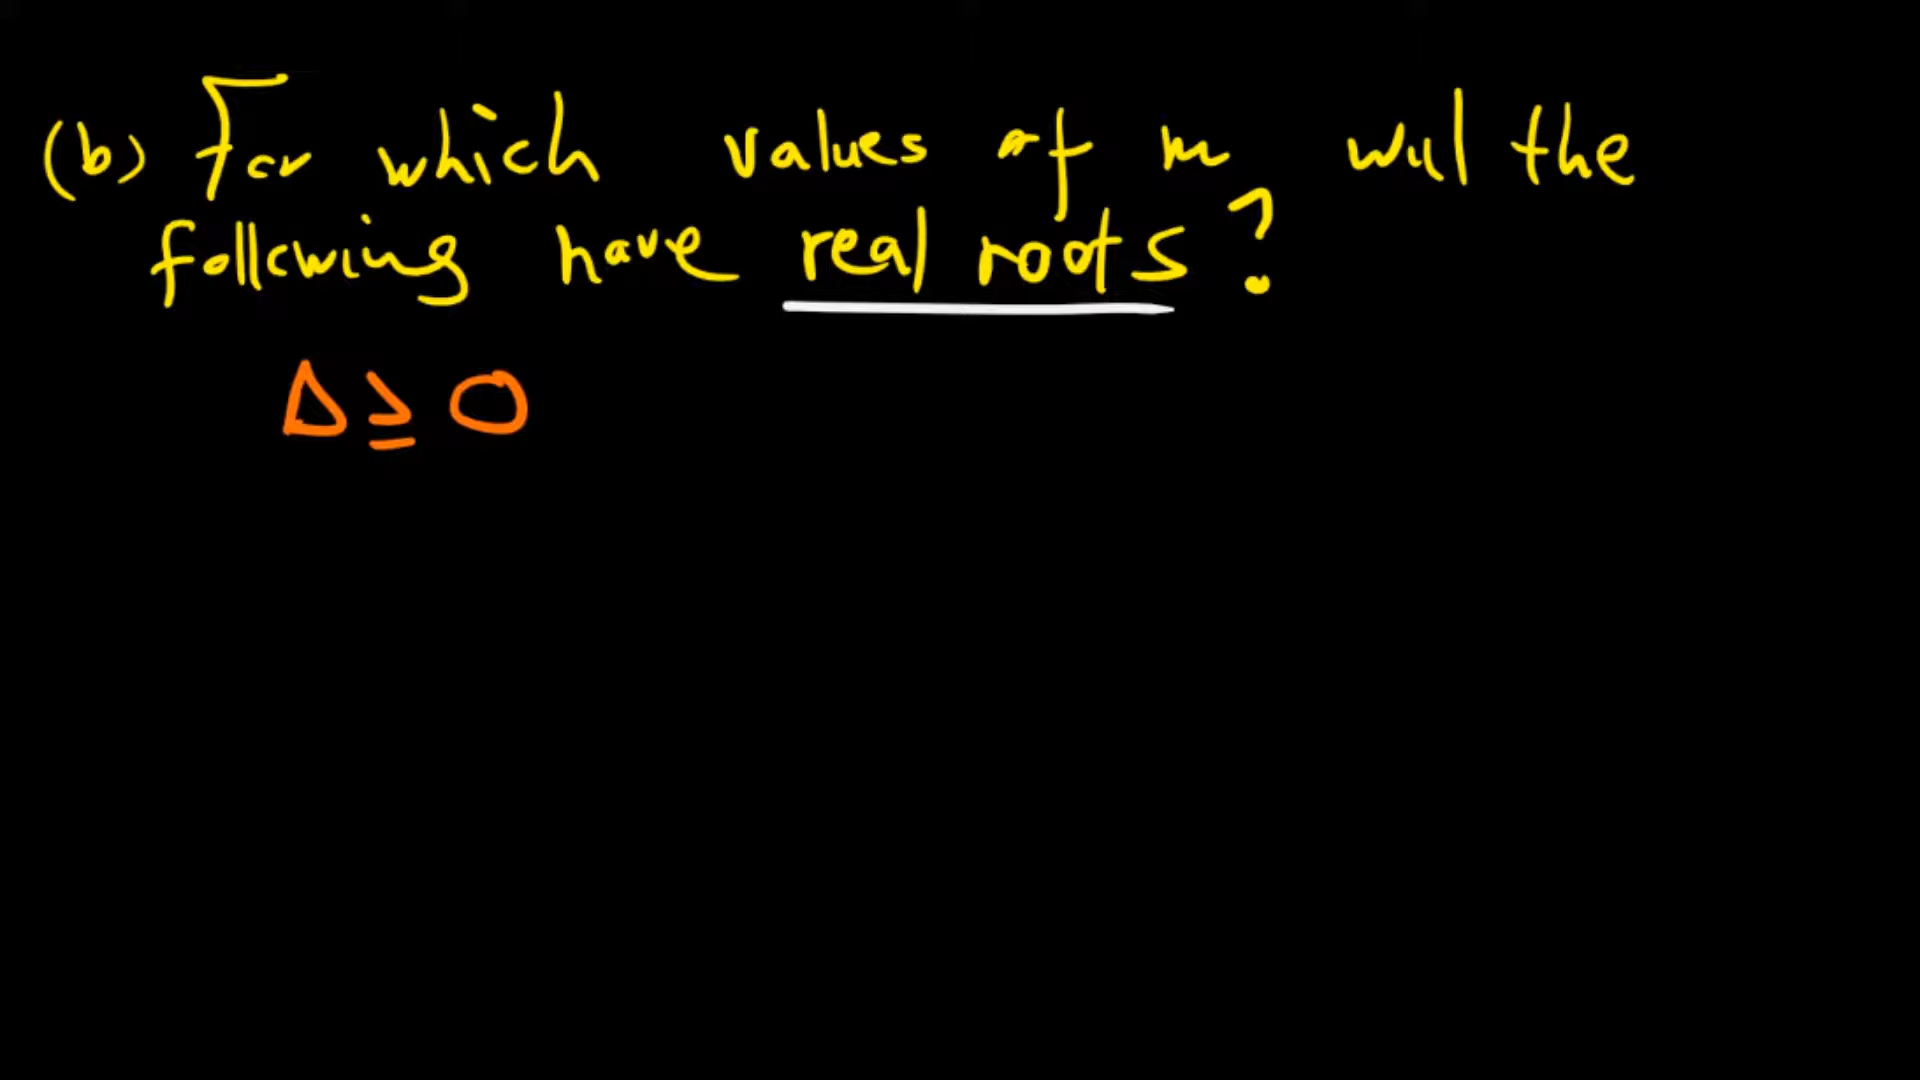 (b) For which values of m will the
following have real roots?
Δ ≥ 0